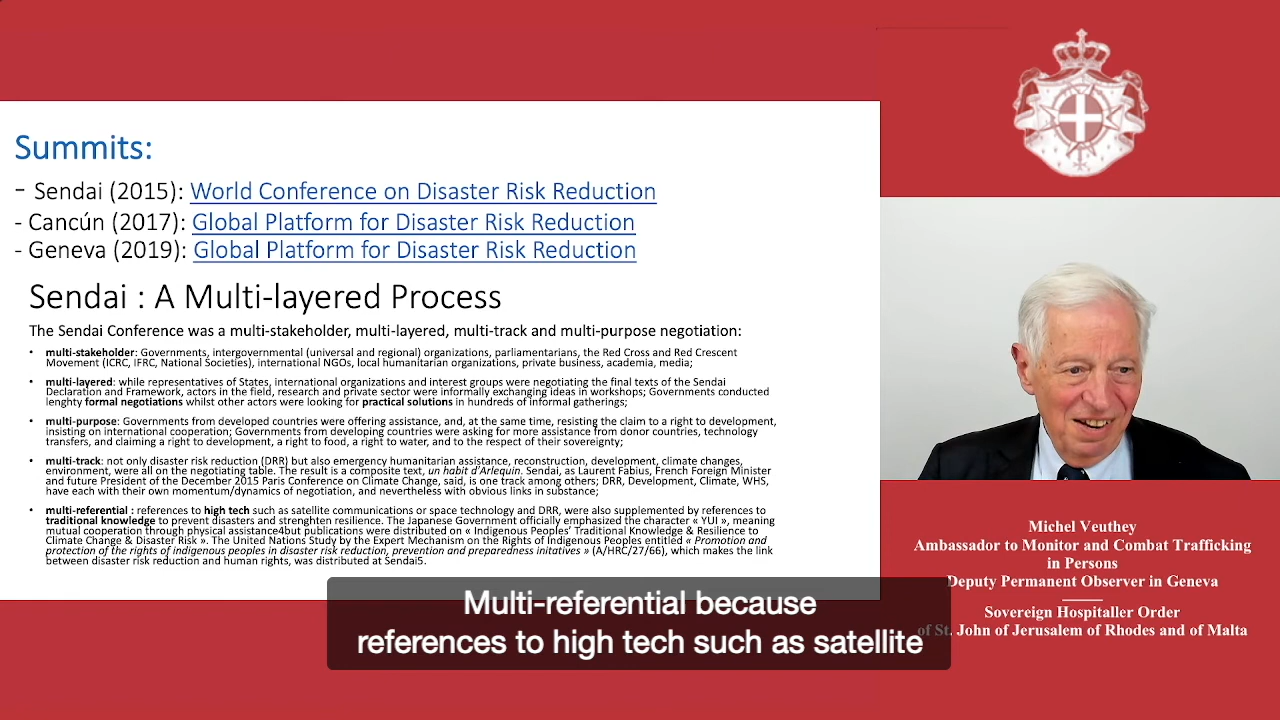 Summits:
- Sendai (2015): World Conference on Disaster Risk Reduction
- Cancún (2017): Global Platform for Disaster Risk Reduction
- Geneva (2019): Global Platform for Disaster Risk Reduction
Sendai : A Multi-layered Process
The Sendai Conference was a multi-stakeholder, multi-layered, multi-track and multi-purpose negotiation:
• multi-stakeholder: Governments, intergovernmental (universal and regional) organizations, parliamentarians, the Red Cross and Red Crescent
Movement (ICRC, IFRC, National Societies), international NGOs, local humanitarian organizations, private business, academia, media;
• multi-layered: while representatives of States, international organizations and interest groups were negotiating the final texts of the Sendai
Declaration and Framework, actors in the field, research and private sector were informally exchanging ideas in workshops; Governments conducted
lenghty formal negotiations whilst other actors were looking for practical solutions in hundreds of informal gatherings;
• multi-purpose: Governments from developed countries were offering assistance, and, at the same time, resisting the claim to a right to development,
insisting on international cooperation; Governments from developing countries were asking for more assistance from donor countries, technology
transfers, and claiming a right to development, a right to food, a right to water, and to the respect of their sovereignty;
• multi-track: not only disaster risk reduction (DRR) but also emergency humanitarian assistance, reconstruction, development, climate changes,
environment, were all on the negotiating table. The result is a composite text, un habit d'Arlequin. Sendai, as Laurent Fabius, French Foreign Minister
and future President of the December 2015 Paris Conference on Climate Change, said, is one track among others; DRR, Development, Climate, WHS,
have each with their own momentum/dynamics of negotiation, and nevertheless with obvious links in substance;
• multi-referential : references to high tech such as satellite communications or space technology and DRR, were also supplemented by references to
traditional knowledge to prevent disasters and strenghten resilience. The Japanese Government officially emphasized the character « YUI », meaning
mutual cooperation through physical assistance4but publications were distributed on « Indigenous Peoples' Traditional Knowledge & Resilience to
Climate Change & Disaster Risk ». The United Nations Study by the Expert Mechanism on the Rights of Indigenous Peoples entitled « Promotion and
protection of the rights of indigenous peoples in disaster risk reduction, prevention and preparedness initatives » (A/HRC/27/66), which makes the link
between disaster risk reduction and human rights, was distributed at Sendai5.
Michel Veuthey
Ambassador to Monitor and Combat Trafficking
in Persons
Deputy Permanent Observer in Geneva
Sovereign Hospitaller Order
of St. John of Jerusalem of Rhodes and of Malta
Multi-referential because
references to high tech such as satellite